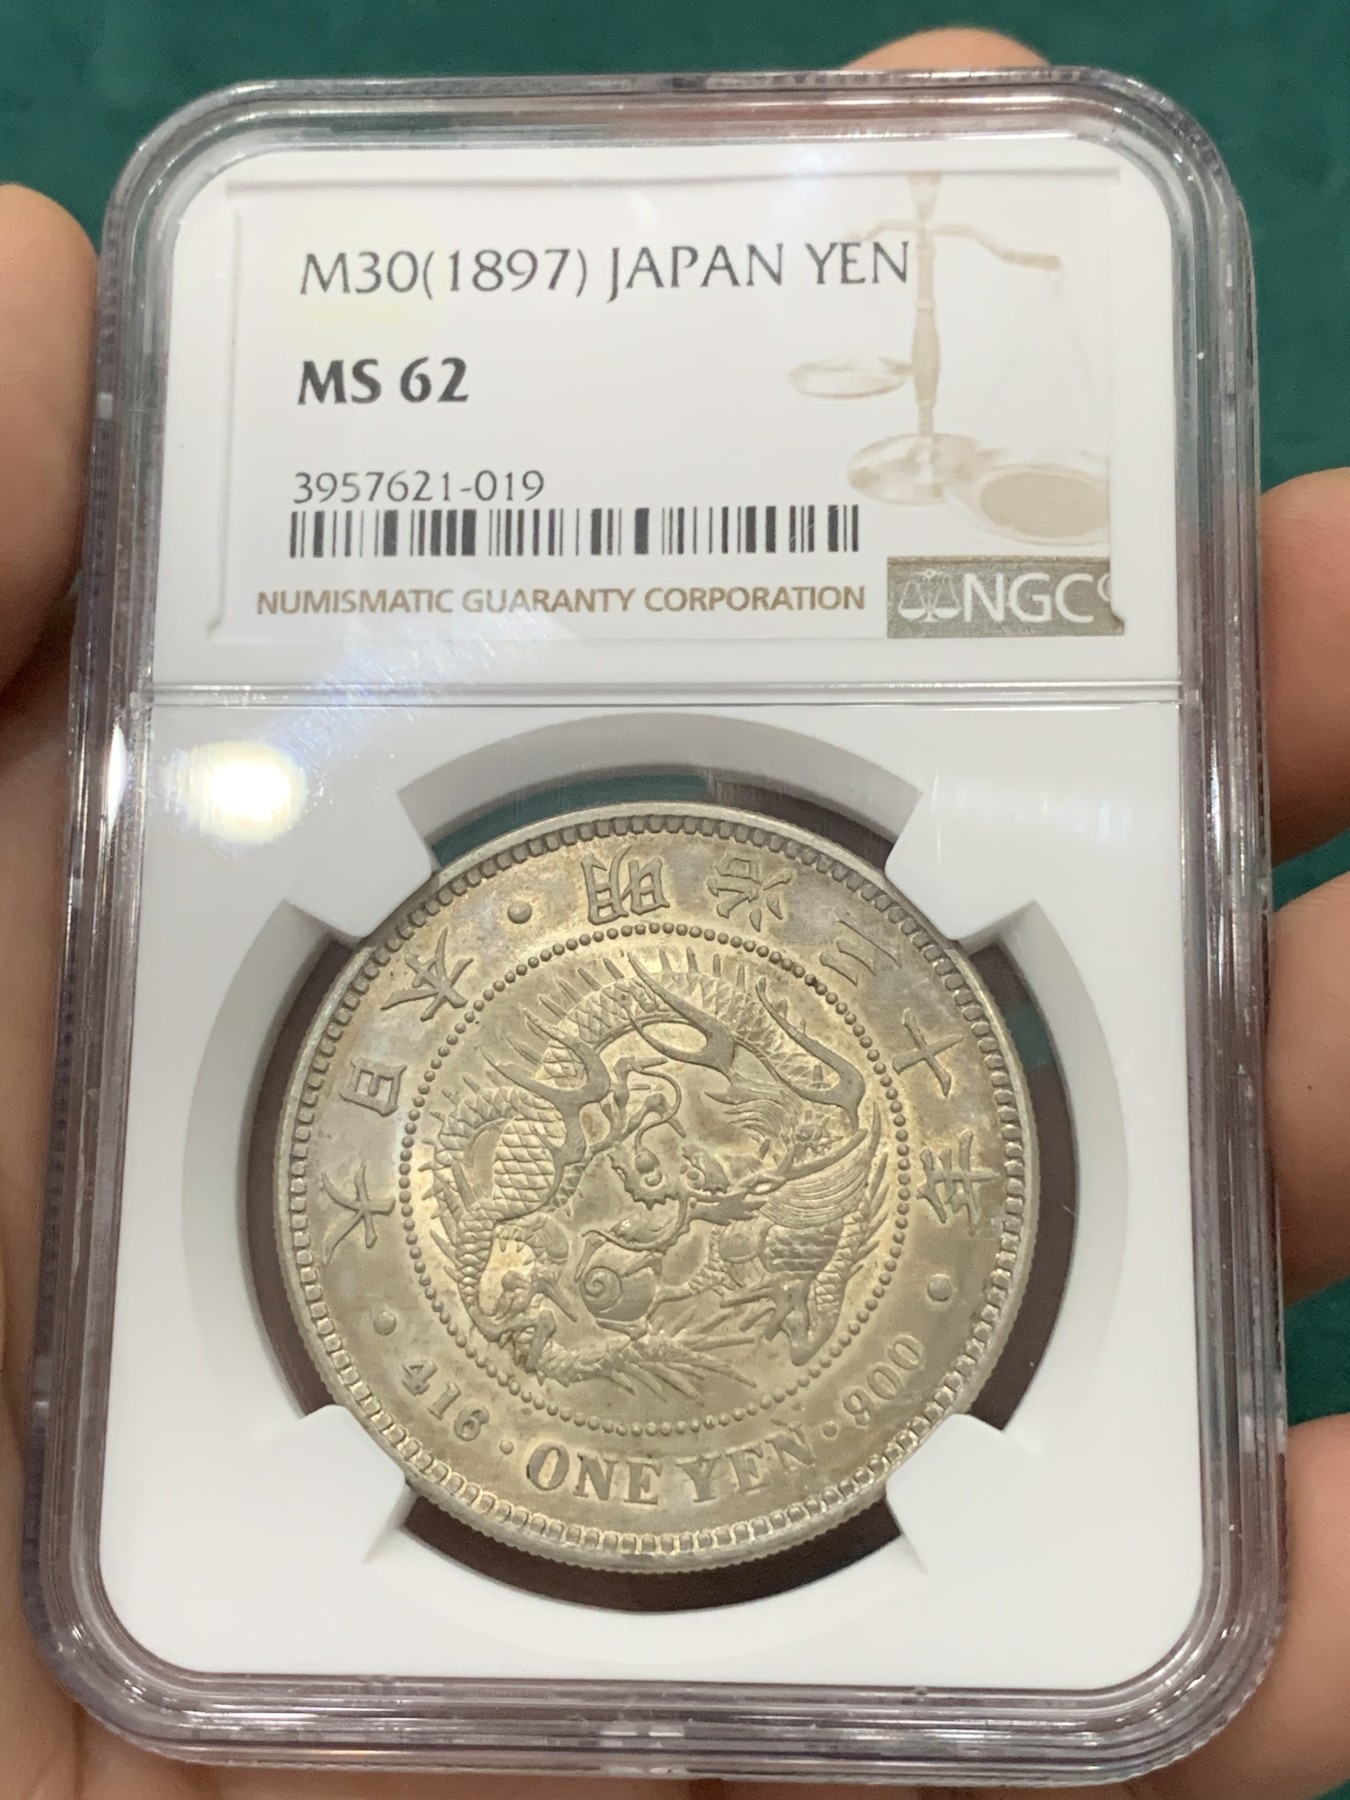 M30(1897) JAPAN YEN
MS 62
3957621-019
NUMISMATIC GUARANTY CORPORATION
NGC
大日本 · 明治三十年
416 · ONE YEN · 900